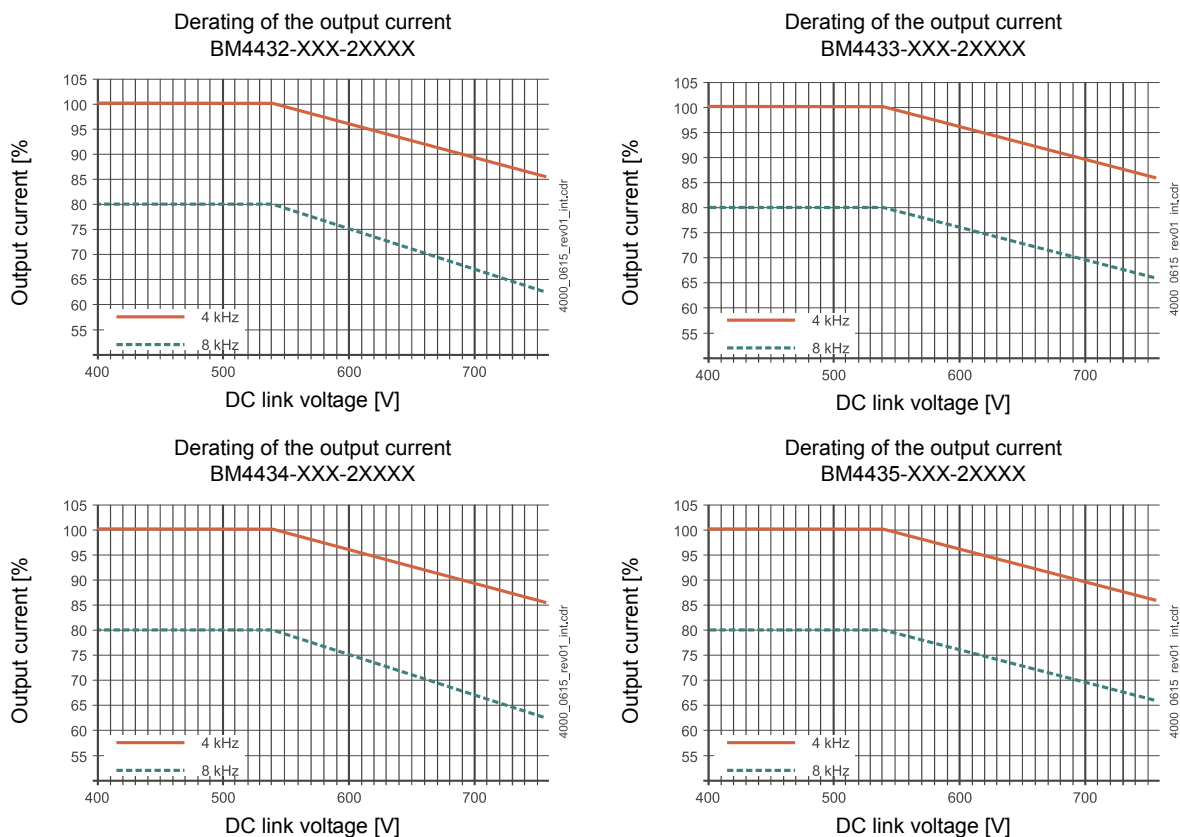 Derating of the output current
BM4432-XXX-2XXXX
105
100
95
90
85
80
75
70
65
60
55
Output current [%
4 kHz
8 kHz
400
500
600
700
DC link voltage [V]
4000_0615_rev01_int.cdr
Derating of the output current
BM4433-XXX-2XXXX
105
100
95
90
85
80
75
70
65
60
55
Output current [%
4 kHz
8 kHz
400
500
600
700
DC link voltage [V]
4000_0615_rev01_int.cdr
Derating of the output current
BM4434-XXX-2XXXX
105
100
95
90
85
80
75
70
65
60
55
Output current [%
4 kHz
8 kHz
400
500
600
700
DC link voltage [V]
4000_0615_rev01_int.cdr
Derating of the output current
BM4435-XXX-2XXXX
105
100
95
90
85
80
75
70
65
60
55
Output current [%
4 kHz
8 kHz
400
500
600
700
DC link voltage [V]
4000_0615_rev01_int.cdr